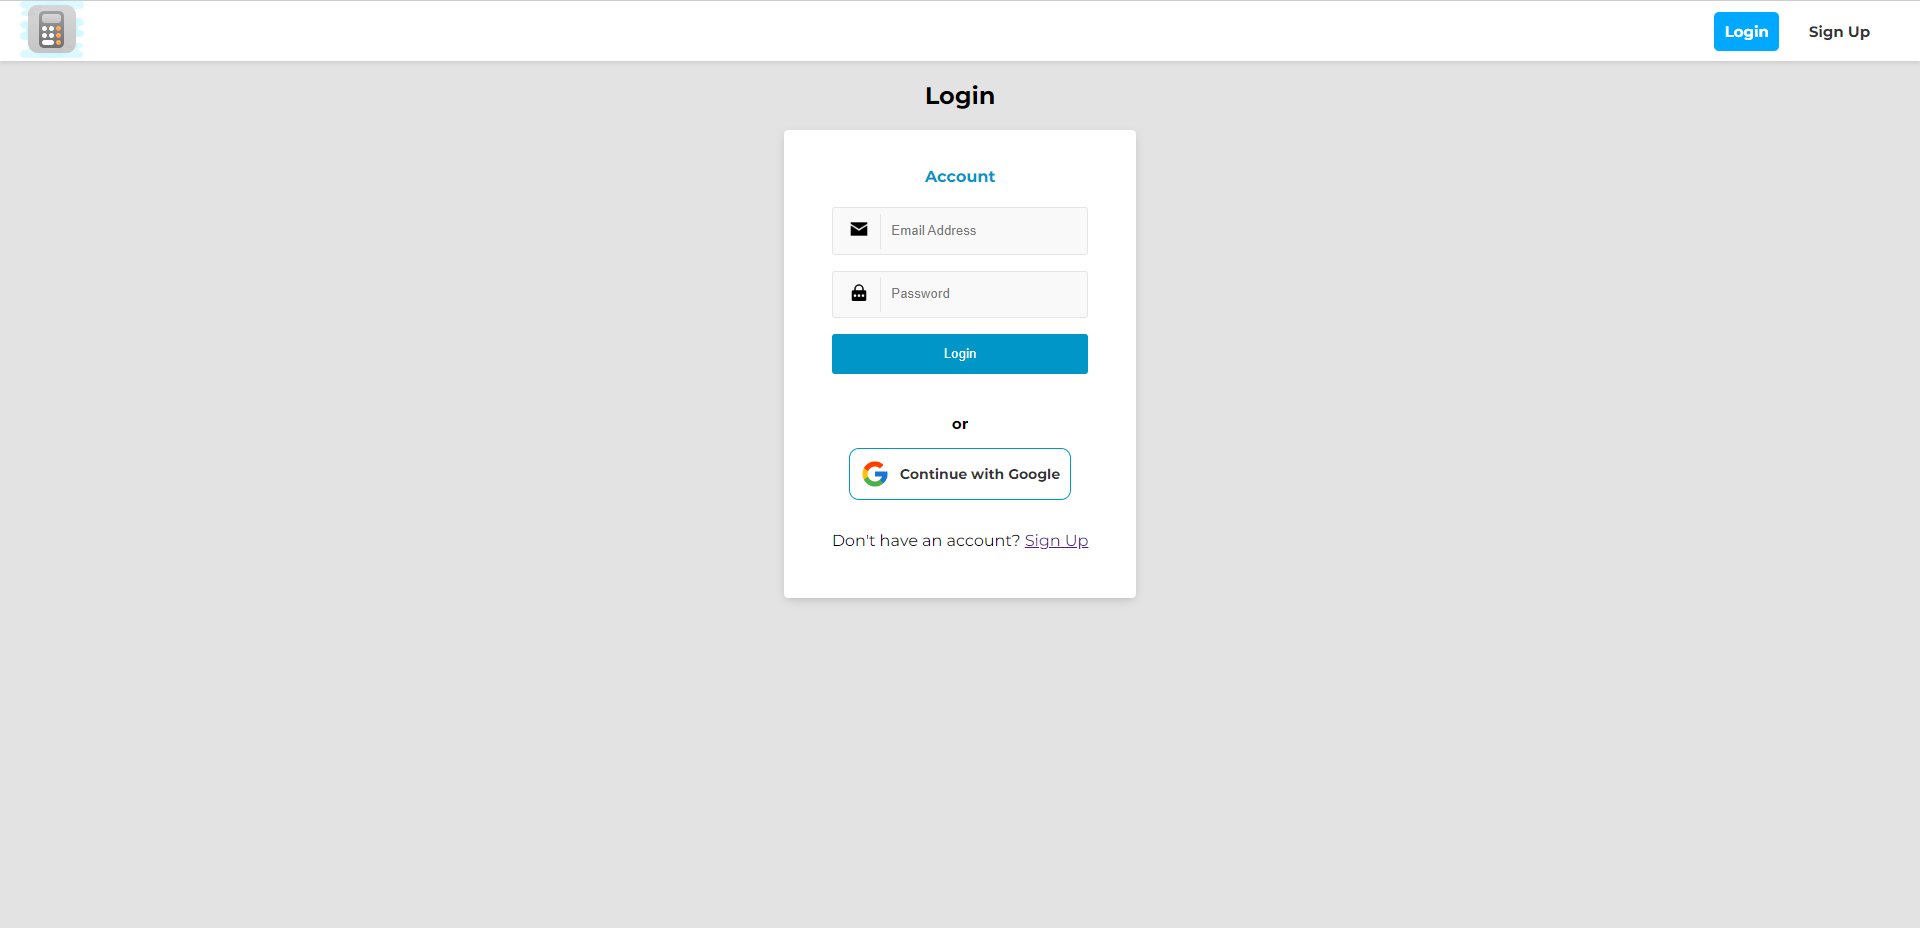 Login
Sign Up
Login
Account
Email Address
Password
Login
or
Continue with Google
Don't have an account? Sign Up